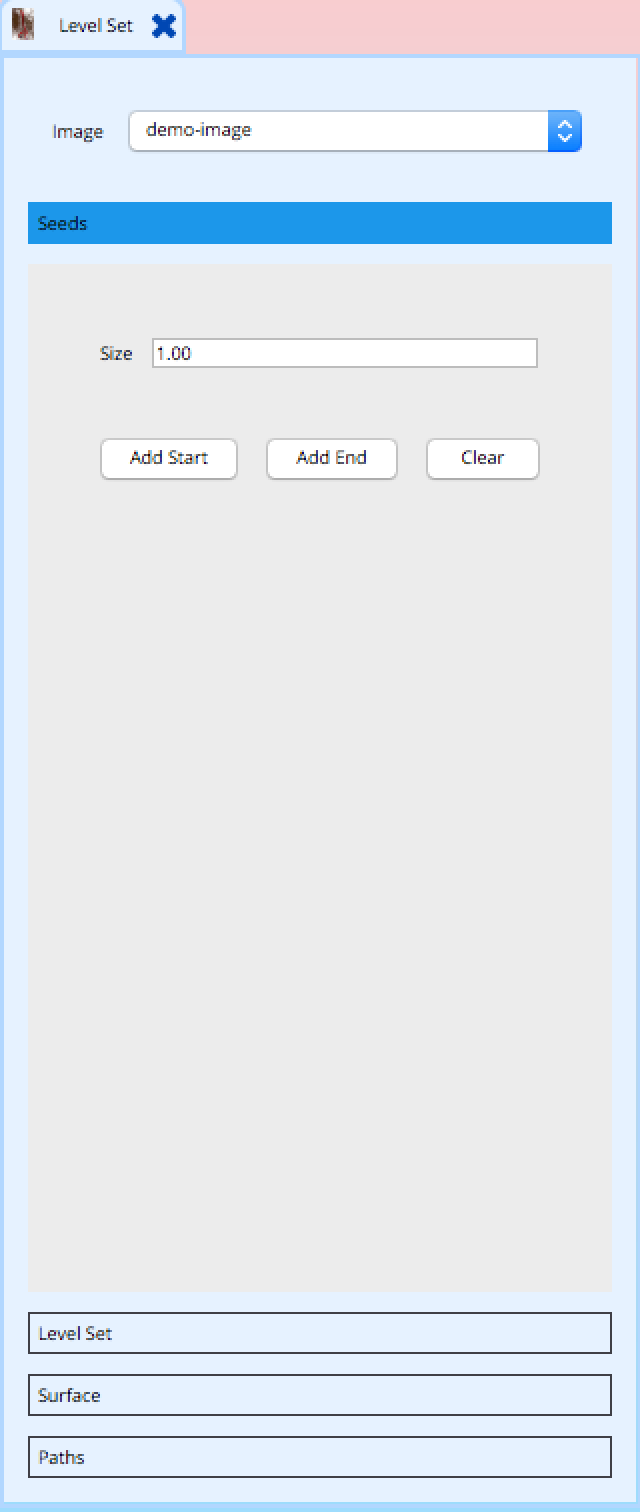 Level Set
Image demo-image
Seeds
Size 1.00
Add Start Add End Clear
Level Set
Surface
Paths